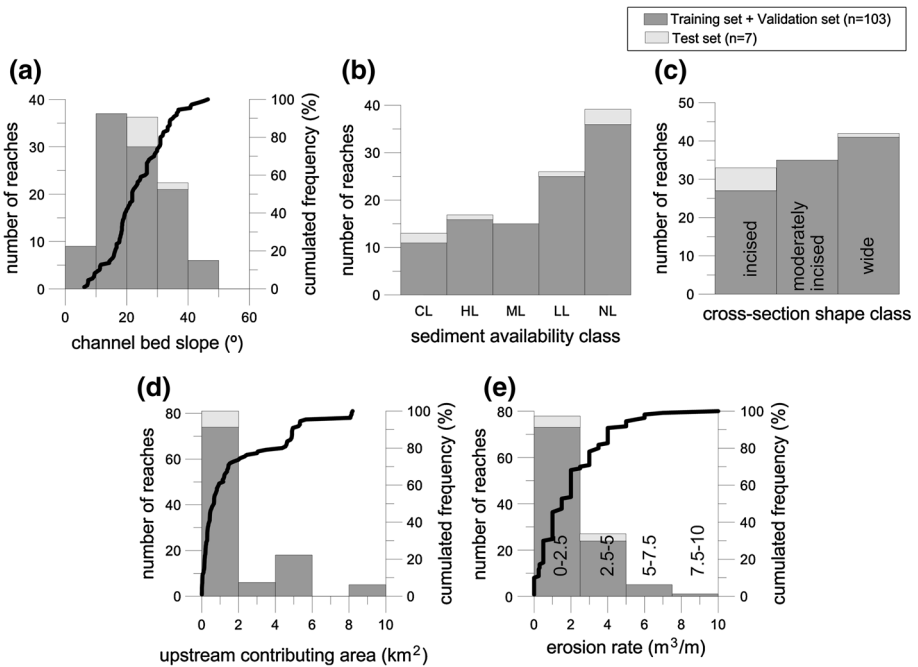 Training set + Validation set (n=103)
Test set (n=7)
(a)
(b)
(c)
number of reaches
40
30
20
10
0
100
80
60
40
20
0
cumulated frequency (%)
0 20 40 60
channel bed slope (º)
number of reaches
40
30
20
10
0
CL HL ML LL NL
sediment availability class
number of reaches
50
40
30
20
10
0
incised
moderately
incised
wide
cross-section shape class
(d)
(e)
number of reaches
80
60
40
20
0
100
80
60
40
20
0
cumulated frequency (%)
0 2 4 6 8 10
upstream contributing area (km²)
number of reaches
80
60
40
20
0
0-2.5
2.5-5
5-7.5
7.5-10
100
80
60
40
20
0
cumulated frequency (%)
0 2 4 6 8 10
erosion rate (m³/m)